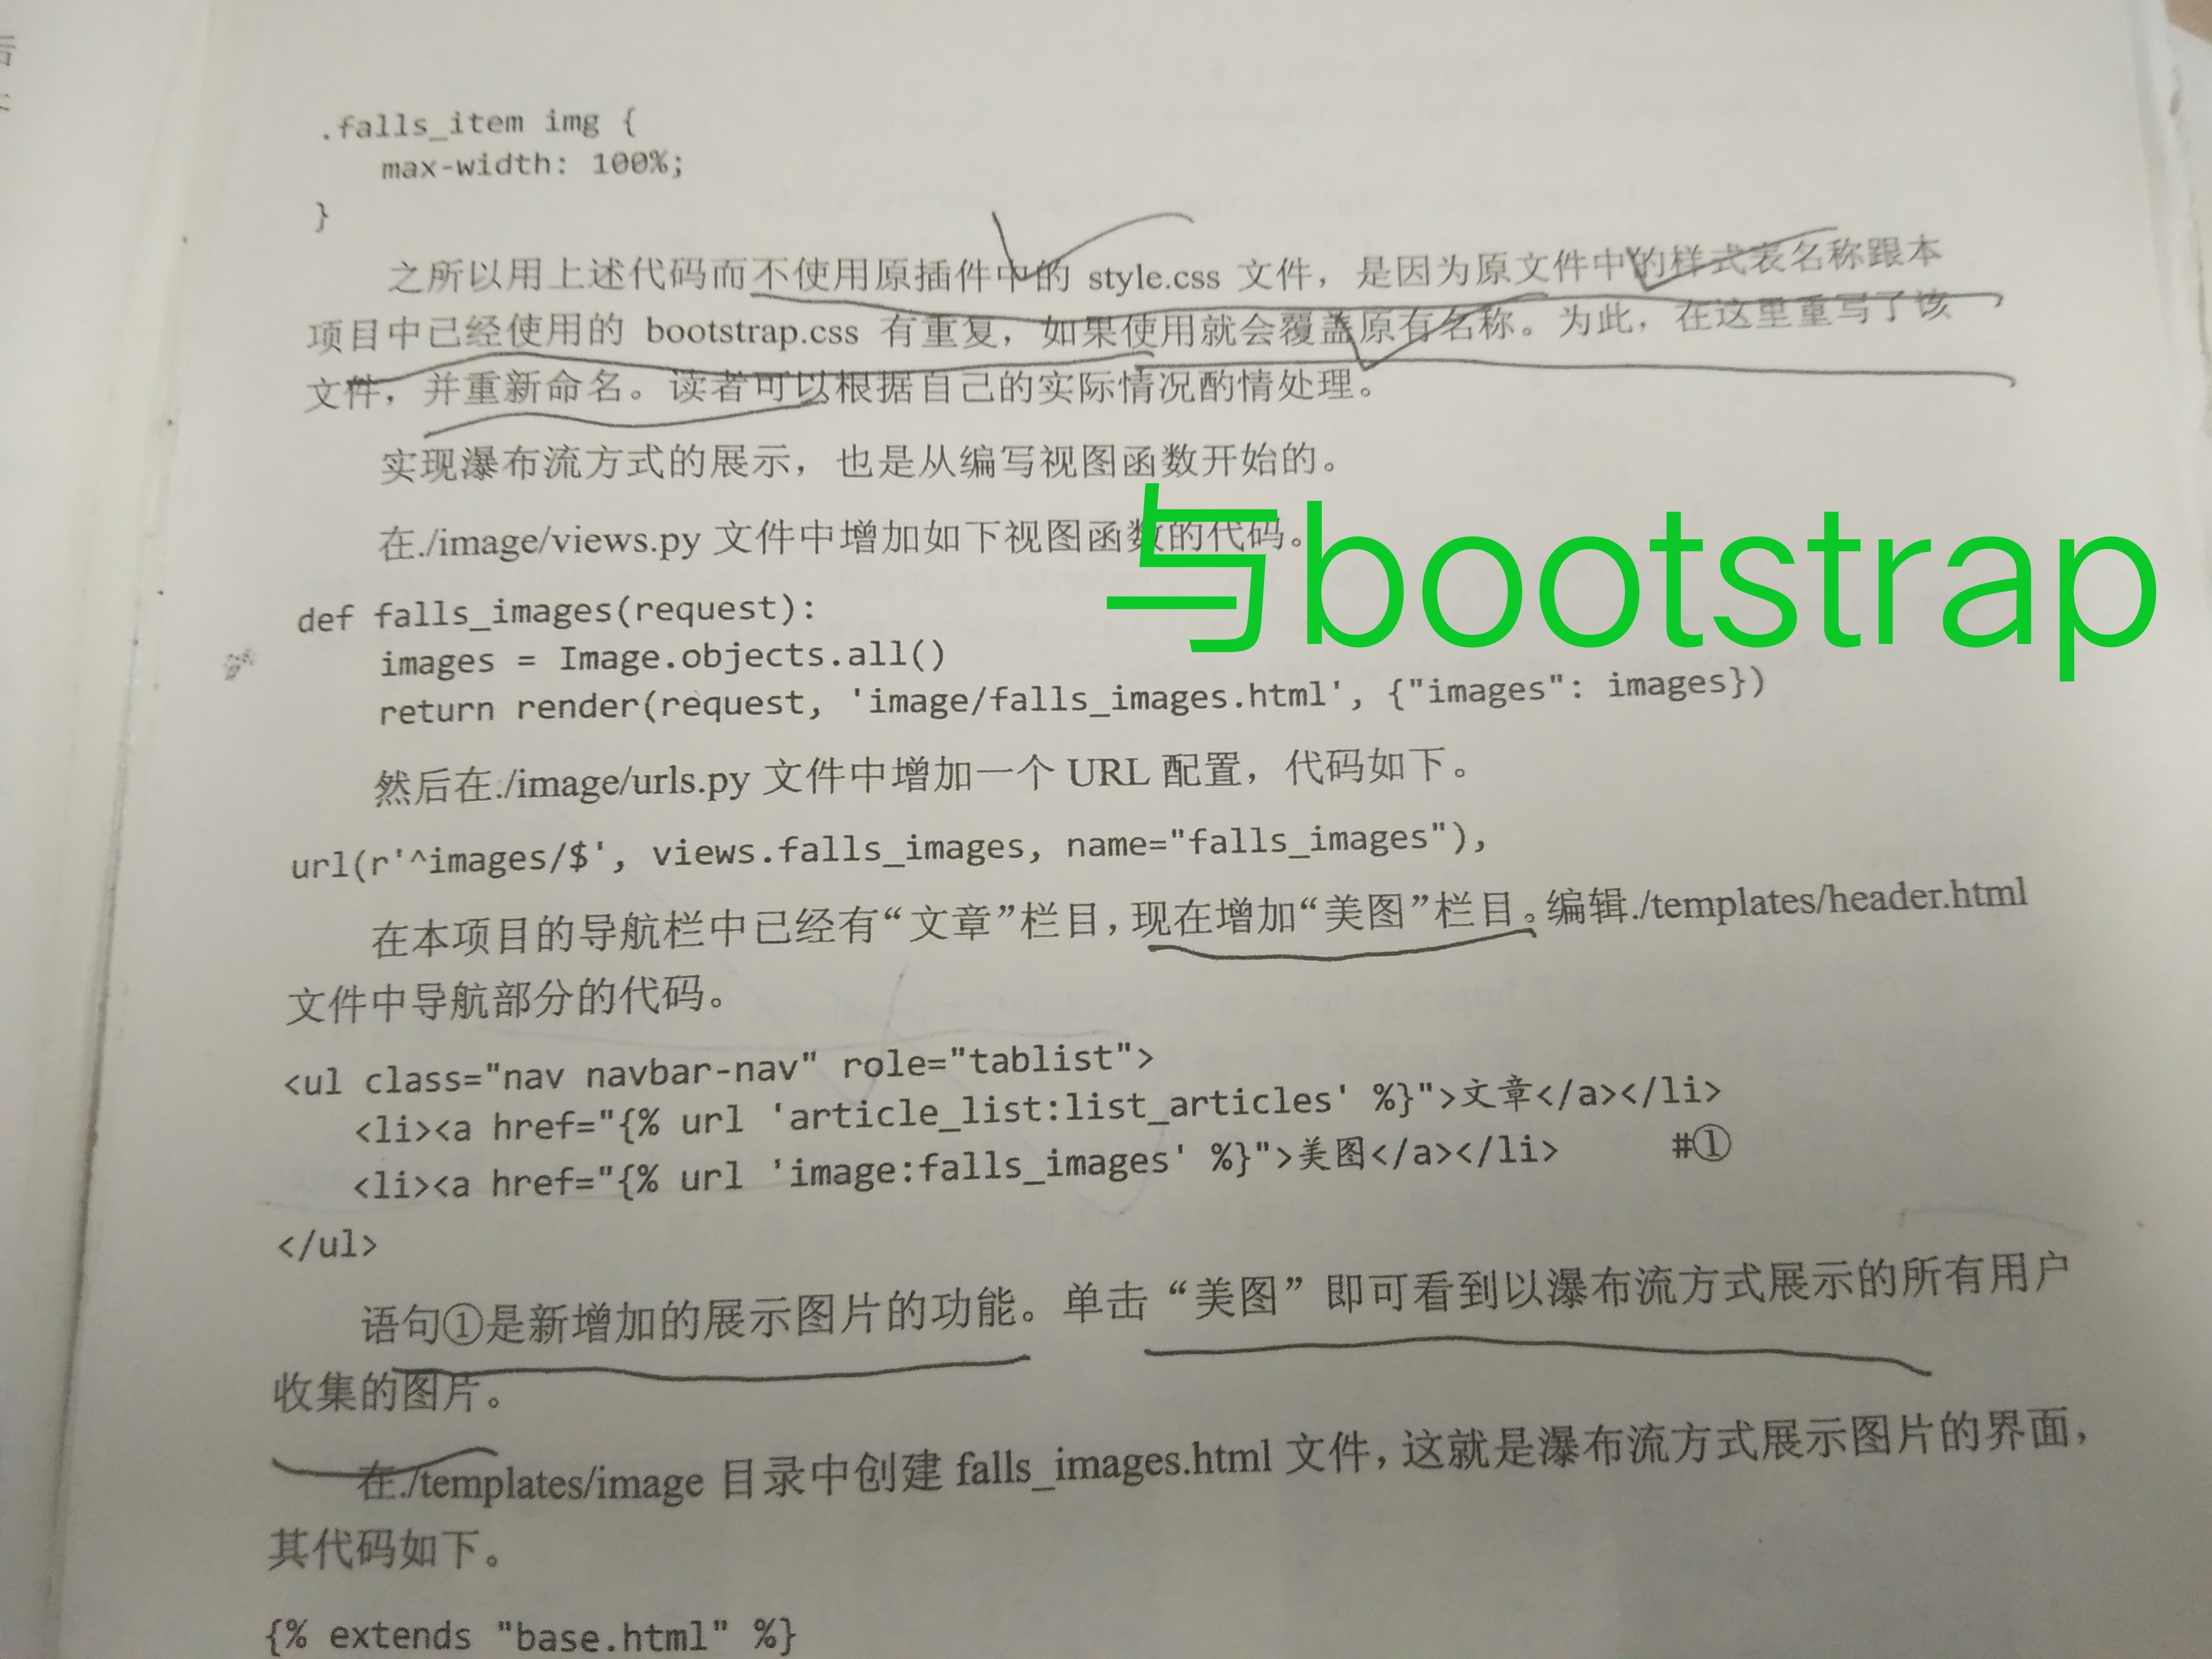 .falls_item img {
max-width: 100%;
}
之所以用上述代码而不使用原插件中的 style.css 文件，是因为原文件中的样式表名称跟本
项目中已经使用的 bootstrap.css 有重复，如果使用就会覆盖原有名称。为此，在这里重写了该
文件，并重新命名。读者可以根据自己的实际情况酌情处理。
实现瀑布流方式的展示，也是从编写视图函数开始的。
在./image/views.py 文件中增加如下视图函数的代码。
与bootstrap
def falls_images(request):
images = Image.objects.all()
return render(request, 'image/falls_images.html', {"images": images})
然后在./image/urls.py 文件中增加一个 URL 配置，代码如下。
url(r'^images/$', views.falls_images, name="falls_images"),
在本项目的导航栏中已经有“文章”栏目，现在增加“美图”栏目。编辑./templates/header.html
文件中导航部分的代码。
<ul class="nav navbar-nav" role="tablist">
<li><a href="{% url 'article_list:list_articles' %}">文章</a></li>
<li><a href="{% url 'image:falls_images' %}">美图</a></li> #①
</ul>
语句①是新增加的展示图片的功能。单击“美图”即可看到以瀑布流方式展示的所有用户
收集的图片。
在./templates/image 目录中创建 falls_images.html 文件，这就是瀑布流方式展示图片的界面，
其代码如下。
{% extends "base.html" %}